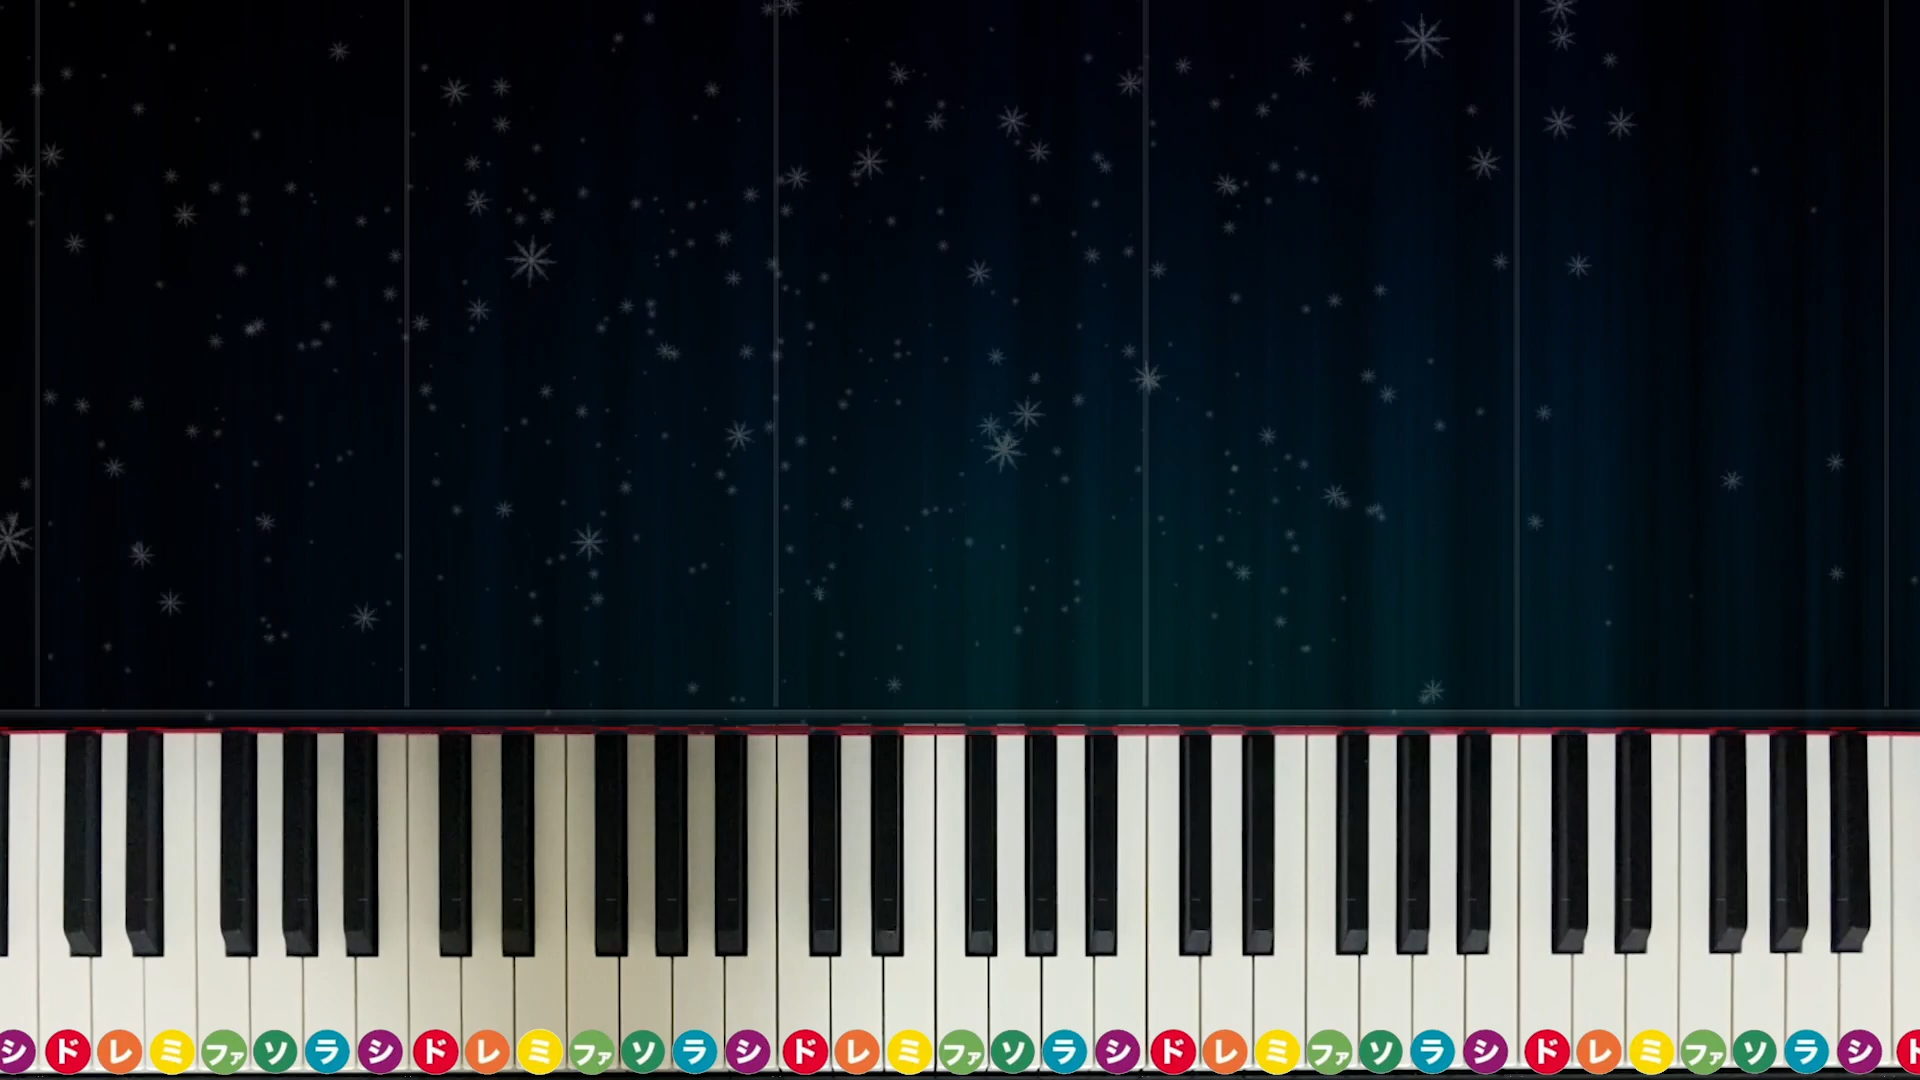 シ ド レ ミ ファ ソ ラ シ ド レ ミ ファ ソ ラ シ ド レ ミ ファ ソ ラ シ ド レ ミ ファ ソ ラ シ ド レ ミ ファ ソ ラ シ ド